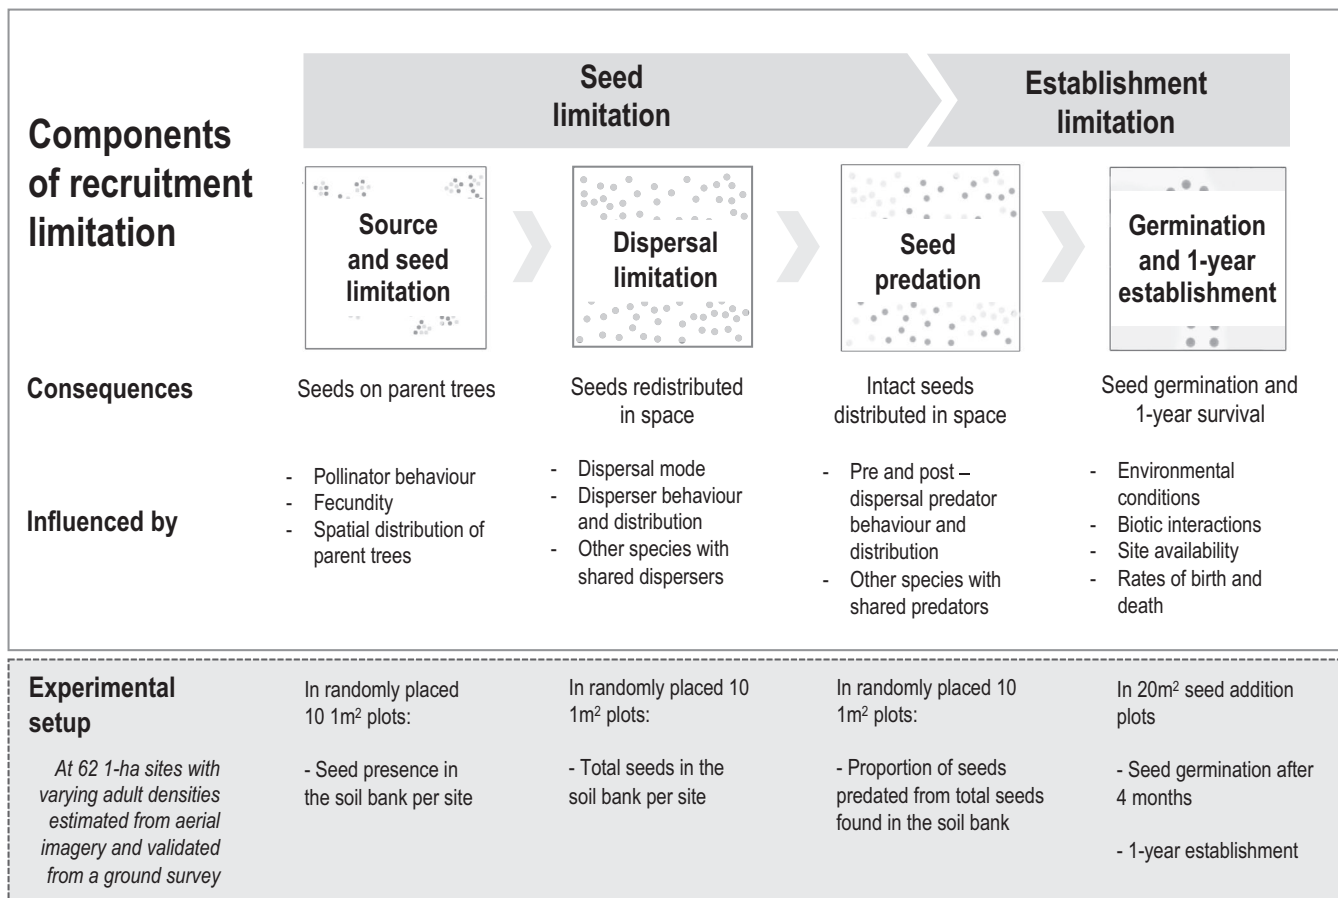 Components
of recruitment
limitation
Seed
limitation
Establishment
limitation
Source
and seed
limitation
Dispersal
limitation
Seed
predation
Germination
and 1-year
establishment
Consequences
Seeds on parent trees
Seeds redistributed
in space
Intact seeds
distributed in space
Seed germination and
1-year survival
Influenced by
- Pollinator behaviour
- Fecundity
- Spatial distribution of
parent trees
- Dispersal mode
- Disperser behaviour
and distribution
- Other species with
shared dispersers
- Pre and post –
dispersal predator
behaviour and
distribution
- Other species with
shared predators
- Environmental
conditions
- Biotic interactions
- Site availability
- Rates of birth and
death
Experimental
setup
At 62 1-ha sites with
varying adult densities
estimated from aerial
imagery and validated
from a ground survey
In randomly placed
10 1m² plots:
- Seed presence in
the soil bank per site
In randomly placed 10
1m² plots:
- Total seeds in the
soil bank per site
In randomly placed 10
1m² plots:
- Proportion of seeds
predated from total seeds
found in the soil bank
In 20m² seed addition
plots
- Seed germination after
4 months
- 1-year establishment